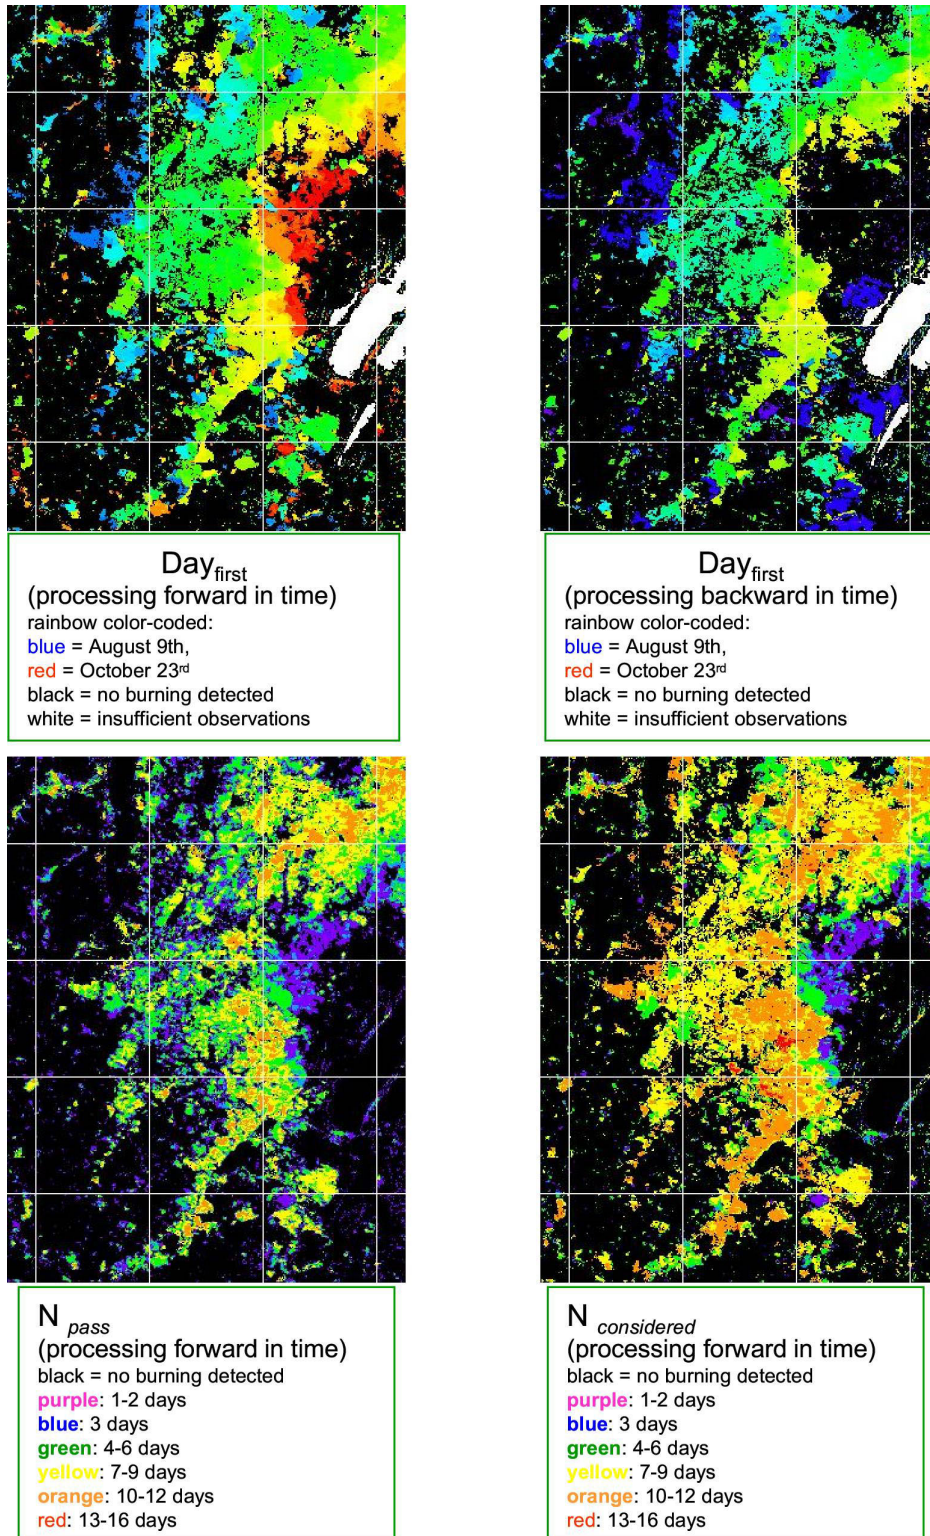 Dayfirst
(processing forward in time)
rainbow color-coded:
blue = August 9th,
red = October 23rd
black = no burning detected
white = insufficient observations
Dayfirst
(processing backward in time)
rainbow color-coded:
blue = August 9th,
red = October 23rd
black = no burning detected
white = insufficient observations
N pass
(processing forward in time)
black = no burning detected
purple: 1-2 days
blue: 3 days
green: 4-6 days
yellow: 7-9 days
orange: 10-12 days
red: 13-16 days
N considered
(processing forward in time)
black = no burning detected
purple: 1-2 days
blue: 3 days
green: 4-6 days
yellow: 7-9 days
orange: 10-12 days
red: 13-16 days